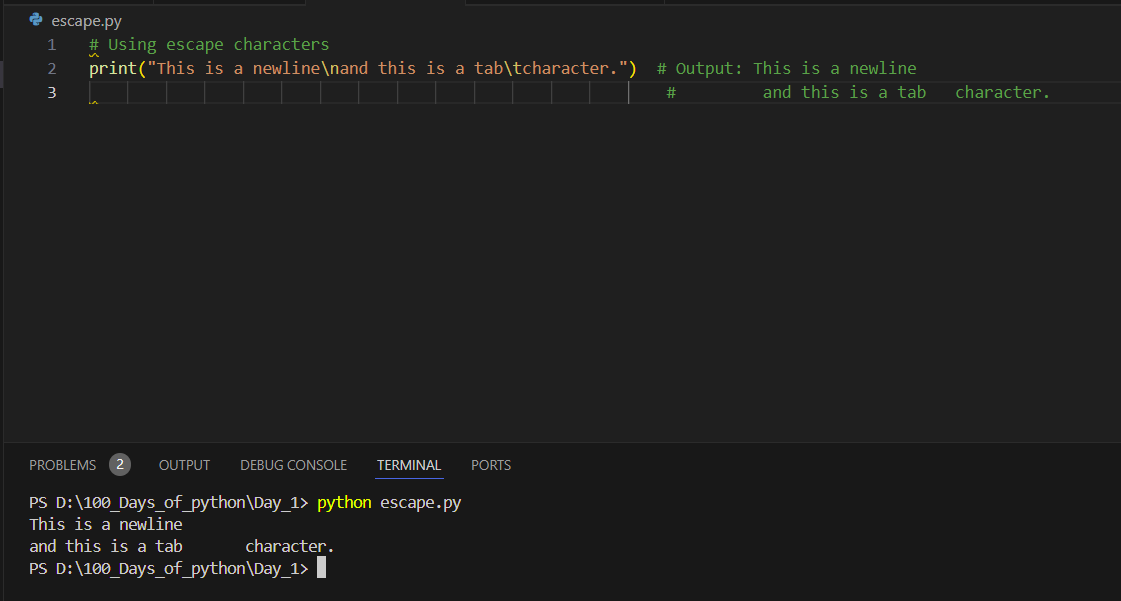 escape.py
1 # Using escape characters
2 print("This is a newline\nand this is a tab\tcharacter.")  # Output: This is a newline
3 #         and this is a tab   character.
PROBLEMS 2 OUTPUT DEBUG CONSOLE TERMINAL PORTS
PS D:\100_Days_of_python\Day_1> python escape.py
This is a newline
and this is a tab       character.
PS D:\100_Days_of_python\Day_1>